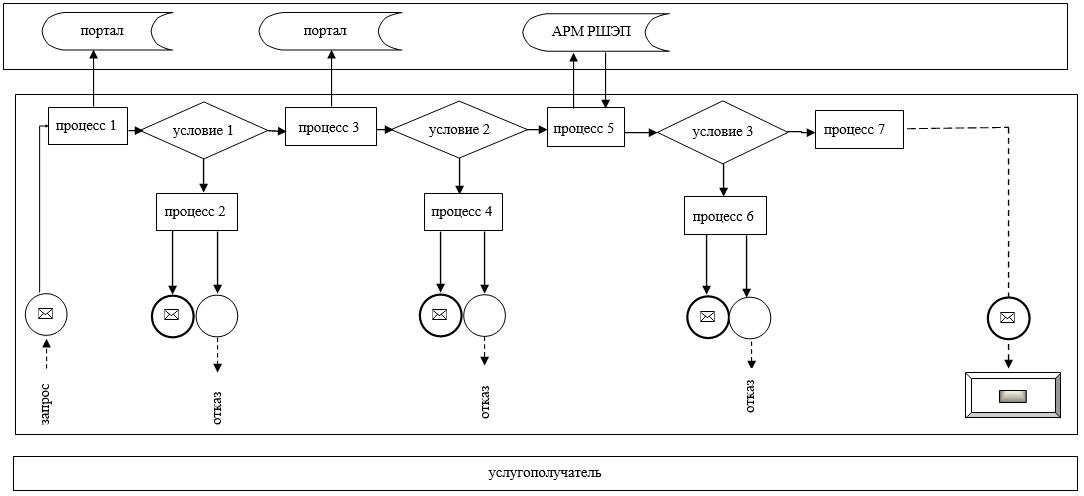 портал
портал
АРМ РШЭП
процесс 1
условие 1
процесс 3
условие 2
процесс 5
условие 3
процесс 7
процесс 2
процесс 4
процесс 6
запрос
отказ
отказ
отказ
услугополучатель